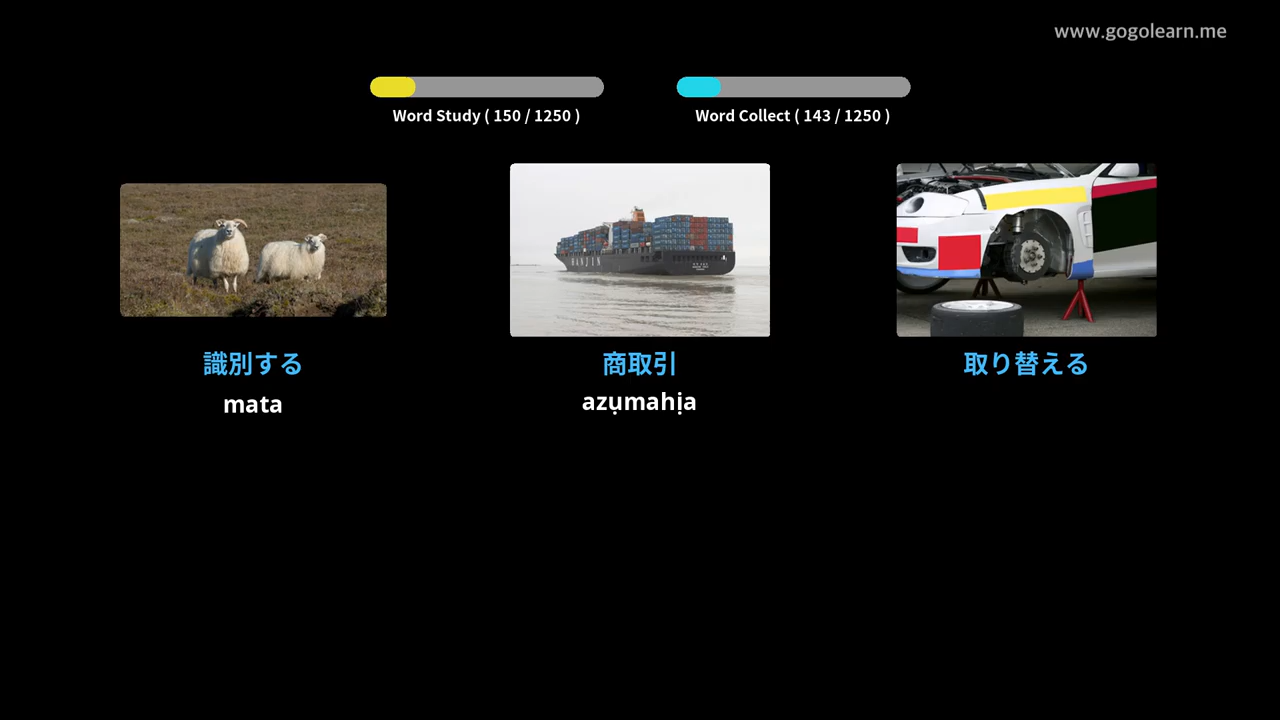 www.gogolearn.me
Word Study ( 150 / 1250 )
Word Collect ( 143 / 1250 )
HANJIN
識別する
商取引
取り替える
mata
azụmahịa